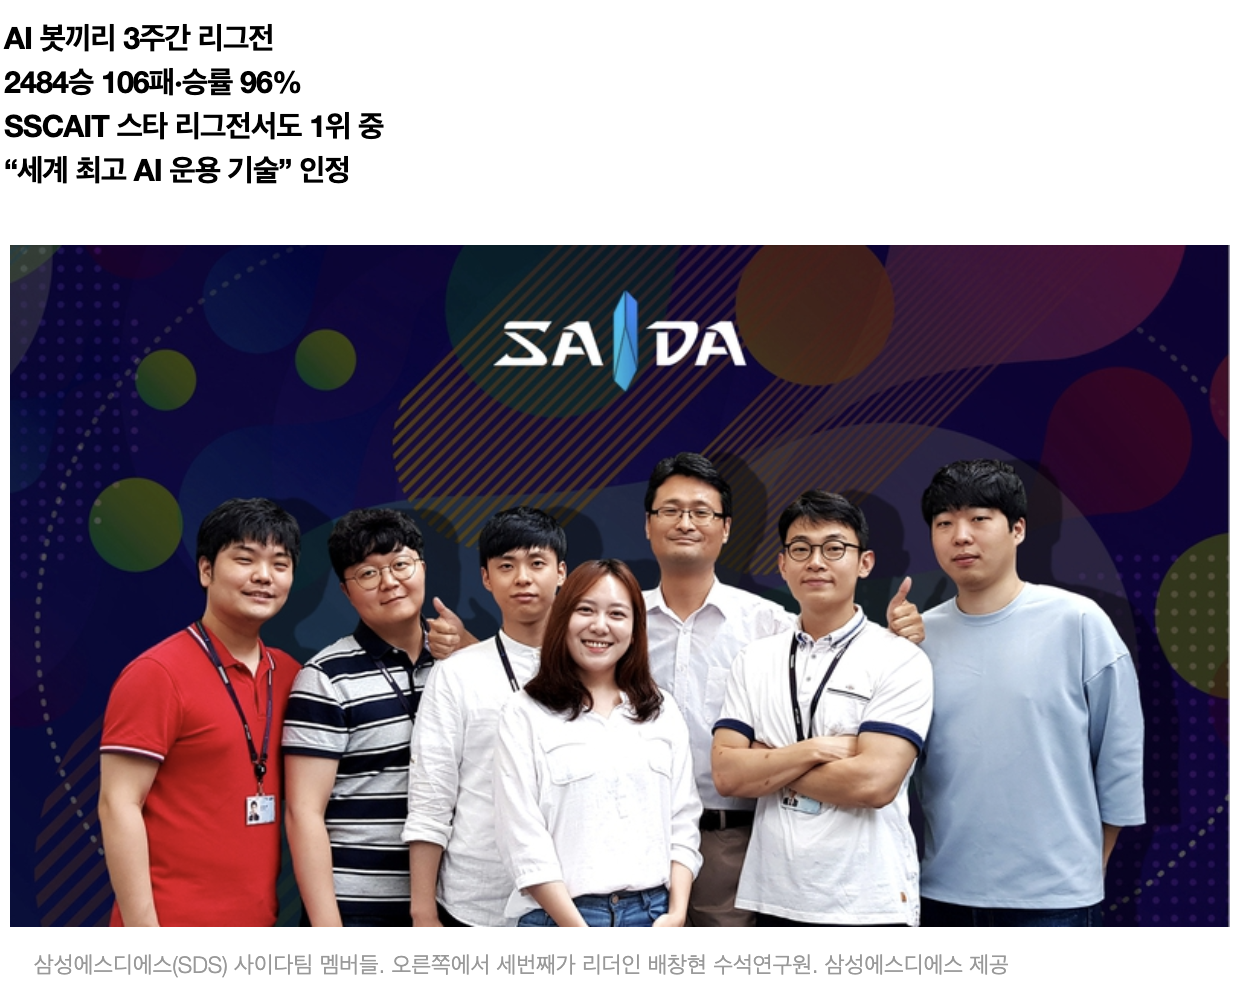 AI 봇끼리 3주간 리그전
2484승 106패·승률 96%
SSCAIT 스타 리그전서도 1위 중
“세계 최고 AI 운용 기술” 인정
SAIDA
삼성에스디에스(SDS) 사이다팀 멤버들. 오른쪽에서 세번째가 리더인 배창현 수석연구원. 삼성에스디에스 제공